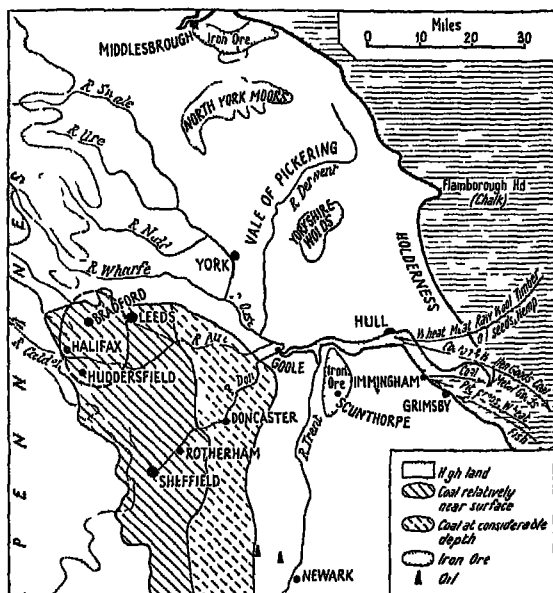 Miles
0 10 20 30
MIDDLESBROUGH
Iron Ore
R Swale
NORTH YORK MOORS
R Ure
VALE OF PICKERING
R Derwent
Flamborough Hd
(Chalk)
R Nidd
YORK
YORKSHIRE
WOLDS
HOLDERNESS
R Wharfe
R Ouse
BRADFORD
LEEDS
HULL
Wheat Meat Raw Wool Timber
Oil seeds, Hemp
R Calder
HALIFAX
R Aire
Coal
HUDDERSFIELD
GOOLE
R Don
Iron
Ore
IMMINGHAM
SCUNTHORPE
GRIMSBY
Fish
DONCASTER
R Trent
ROTHERHAM
SHEFFIELD
PENNINES
NEWARK
High land
Coal relatively
near surface
Coal at considerable
depth
Iron Ore
Oil